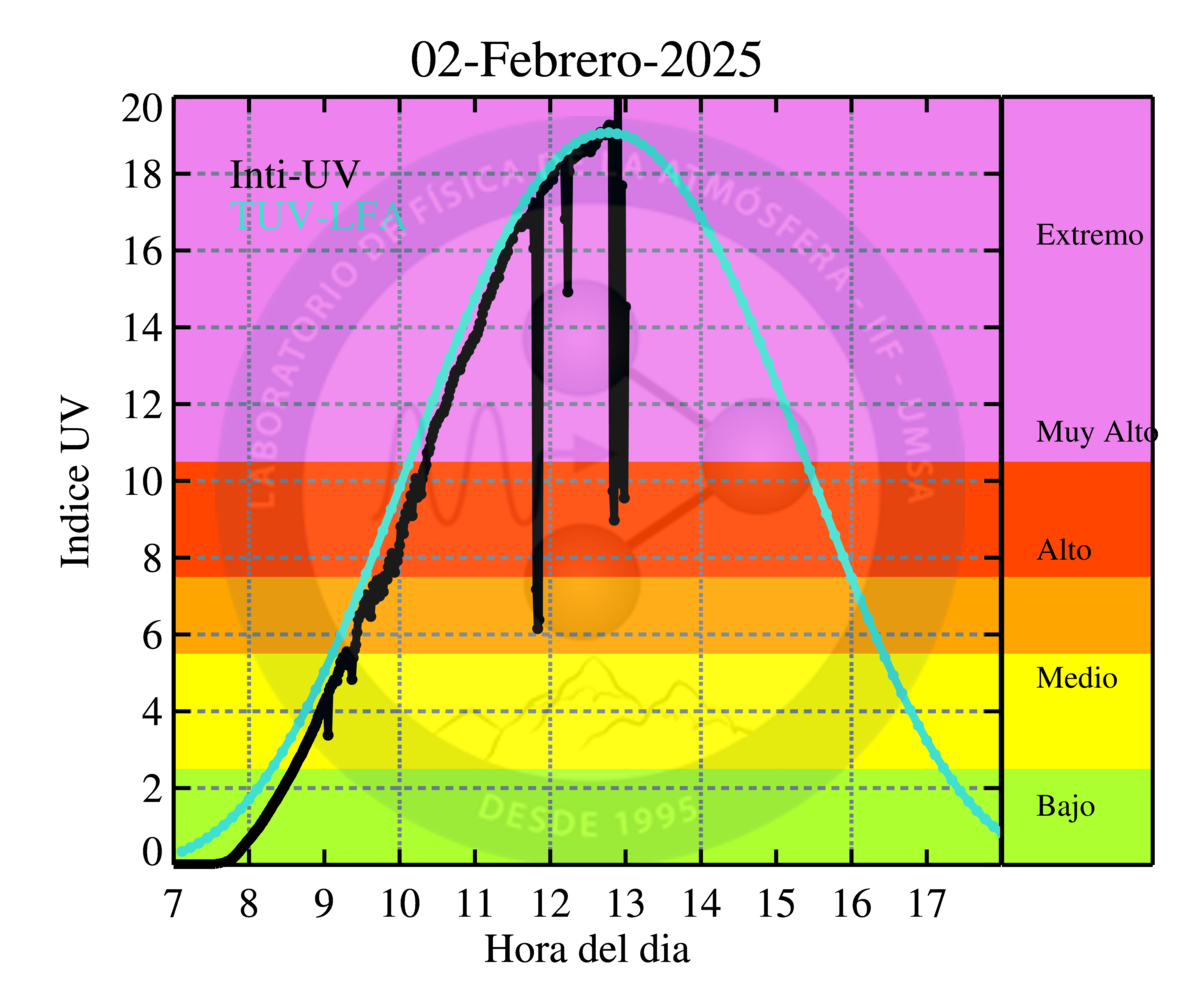 02-Febrero-2025
20
18
16
14
12
10
8
6
4
2
0
Indice UV
Inti-UV
TUV-LFA
LABORATORIO DE FÍSICA DE LA ATMÓSFERA - IIF - UMSA
DESDE 1995
Extremo
Muy Alto
Alto
Medio
Bajo
7 8 9 10 11 12 13 14 15 16 17
Hora del dia